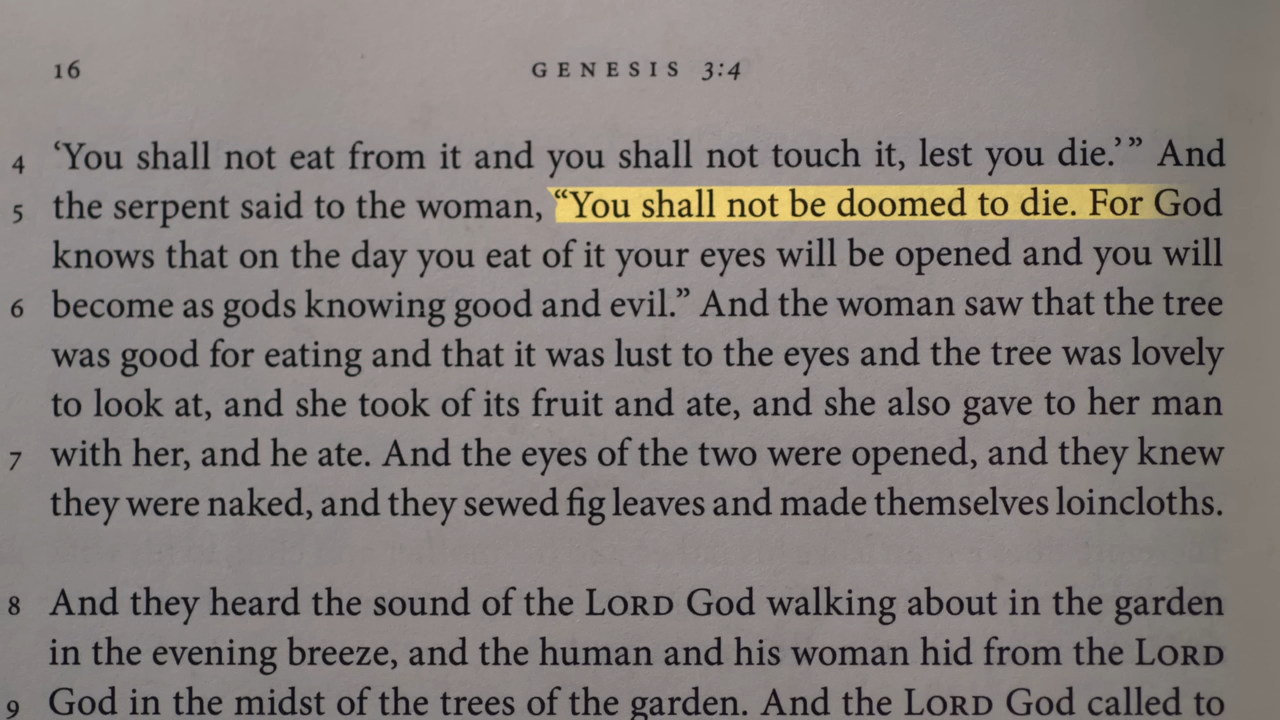 16 GENESIS 3:4
4 ‘You shall not eat from it and you shall not touch it, lest you die.’” And
5 the serpent said to the woman, “You shall not be doomed to die. For God
knows that on the day you eat of it your eyes will be opened and you will
6 become as gods knowing good and evil.” And the woman saw that the tree
was good for eating and that it was lust to the eyes and the tree was lovely
to look at, and she took of its fruit and ate, and she also gave to her man
7 with her, and he ate. And the eyes of the two were opened, and they knew
they were naked, and they sewed fig leaves and made themselves loincloths.
8 And they heard the sound of the LORD God walking about in the garden
in the evening breeze, and the human and his woman hid from the LORD
9 God in the midst of the trees of the garden. And the LORD God called to